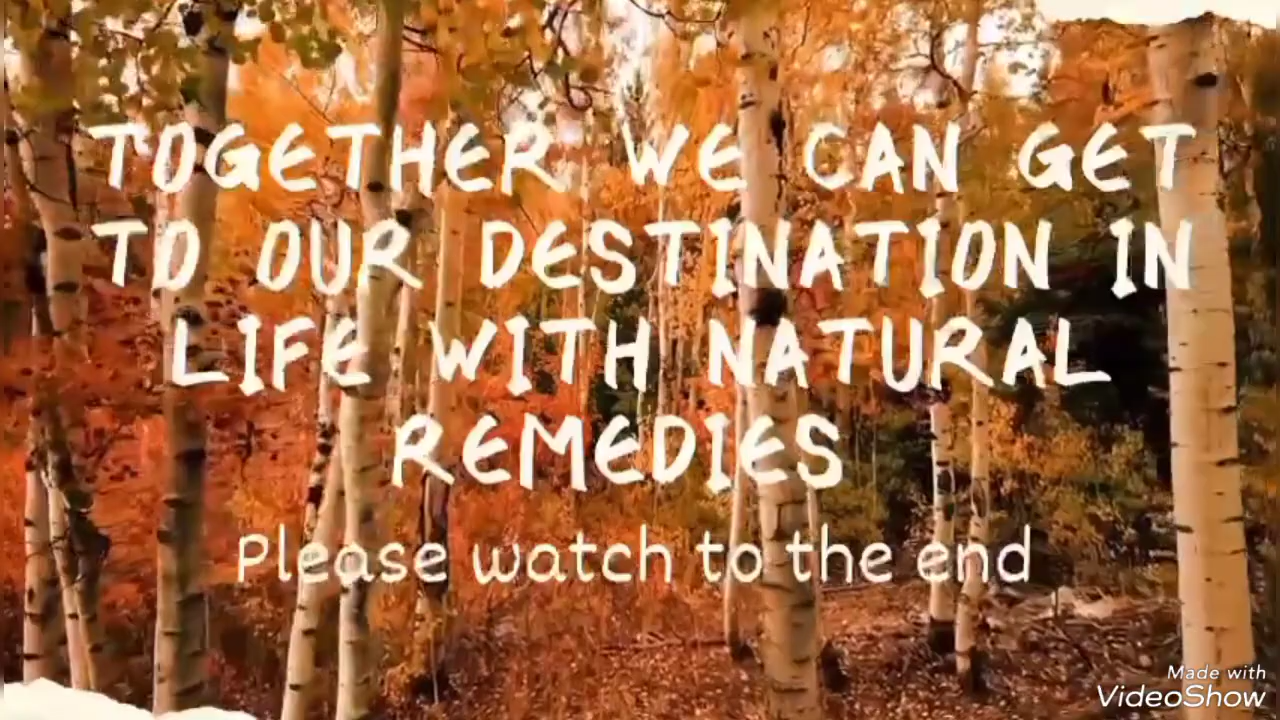 TOGETHER WE CAN GET
TO OUR DESTINATION IN
LIFE WITH NATURAL
REMEDIES
Please watch to the end
Made with
VideoShow